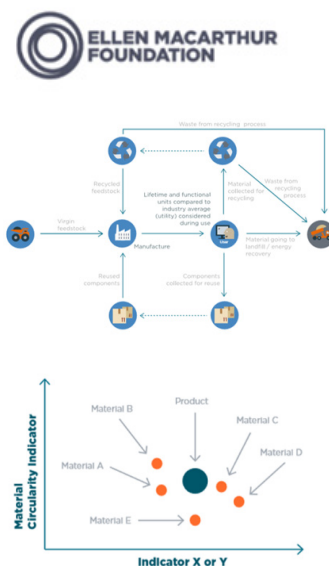 ELLEN MACARTHUR
FOUNDATION
Waste from recycling process
Recycled
feedstock
Lifetime and functional
units compared to
industry average
(utility) considered
during use
Material
collected for
recycling
Waste from
recycling
process
Virgin
feedstock
Manufacture
Use
Material going to
landfill / energy
recovery
Reused
components
Components
collected for reuse
Material
Circularity Indicator
Material B
Product
Material C
Material A
Material D
Material E
Indicator X or Y